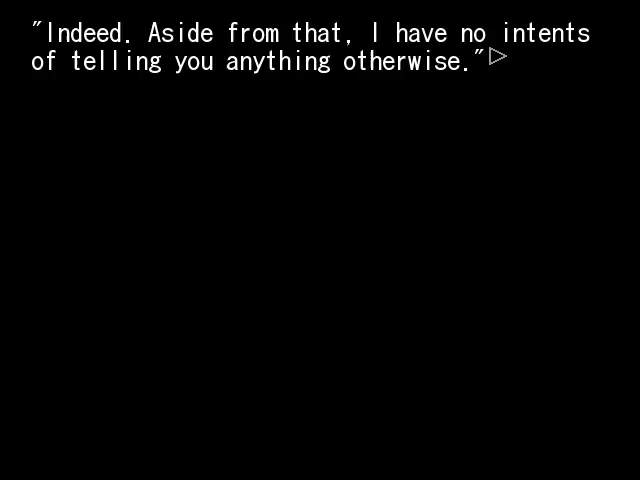 "Indeed. Aside from that, I have no intents
of telling you anything otherwise."